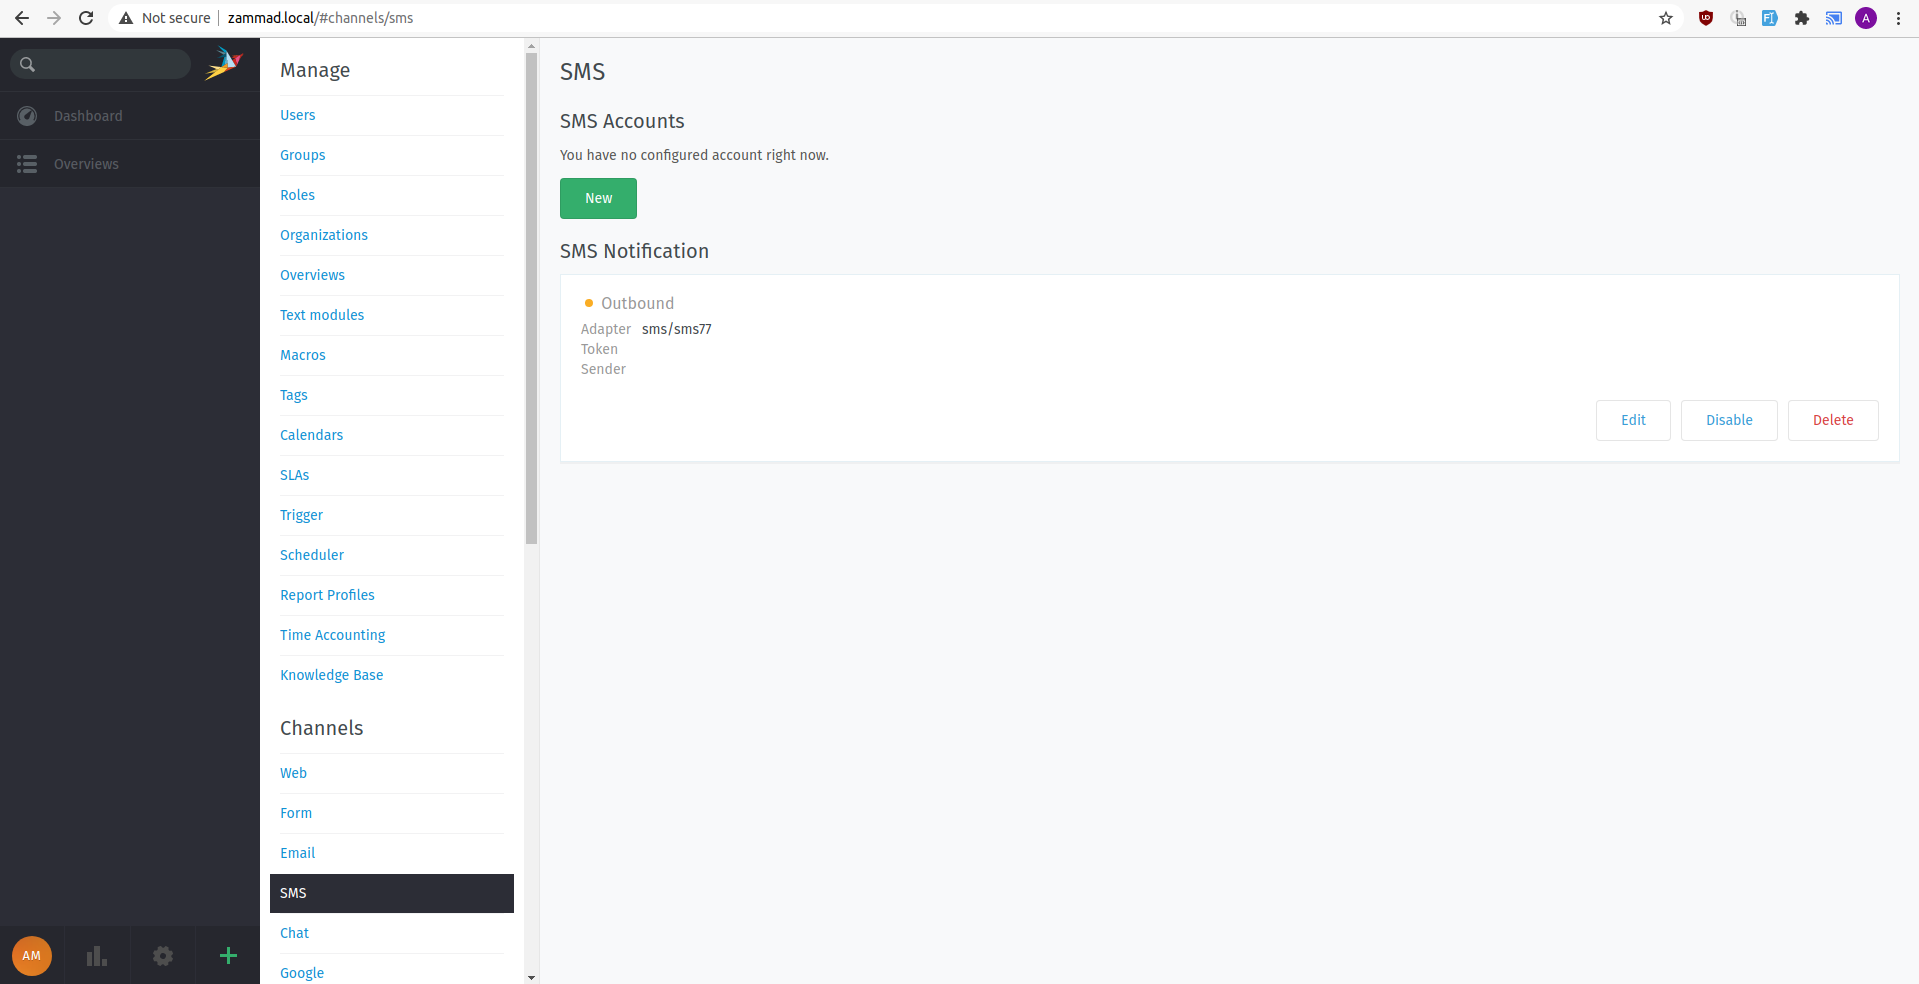 Not secure
zammad.local/#channels/sms
A
Dashboard
Overviews
AM
Manage
Users
Groups
Roles
Organizations
Overviews
Text modules
Macros
Tags
Calendars
SLAs
Trigger
Scheduler
Report Profiles
Time Accounting
Knowledge Base
Channels
Web
Form
Email
SMS
Chat
Google
SMS
SMS Accounts
You have no configured account right now.
New
SMS Notification
Outbound
Adapter sms/sms77
Token
Sender
Edit Disable Delete